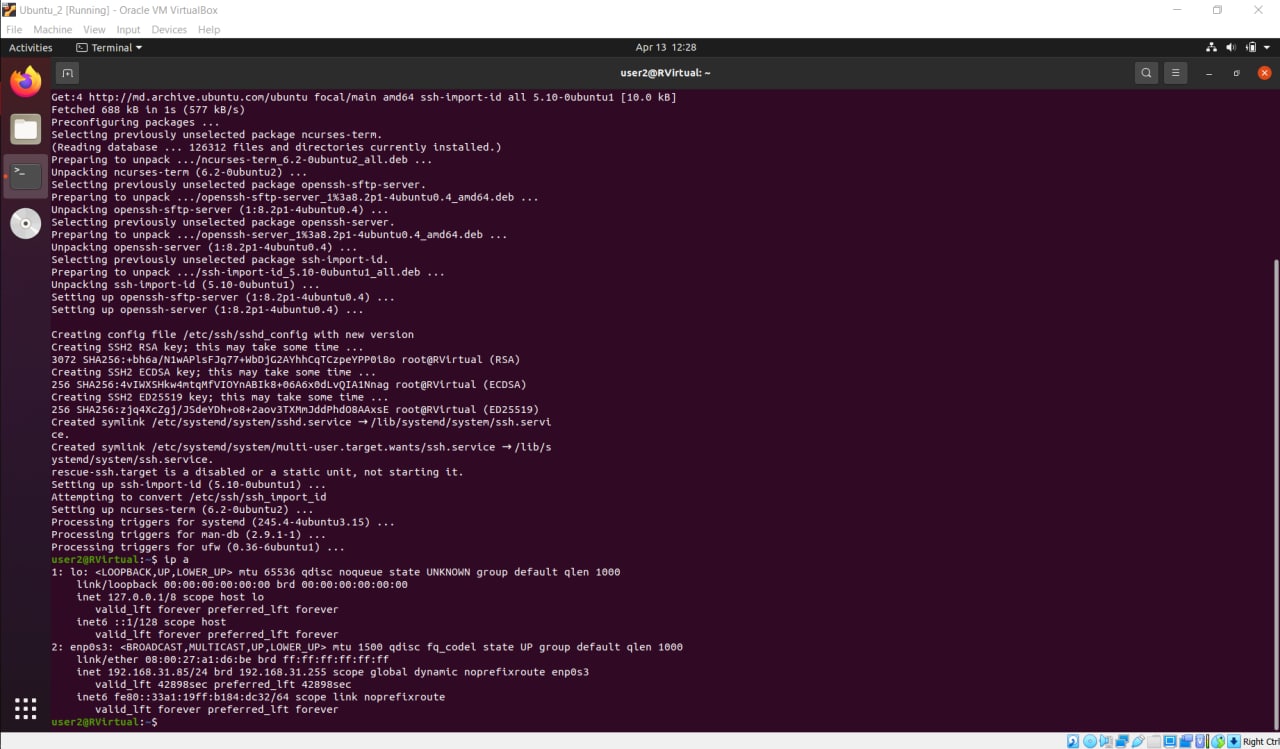 Ubuntu_2 [Running] - Oracle VM VirtualBox
File Machine View Input Devices Help
Activities Terminal Apr 13 12:28
user2@RVirtual: ~
Get:4 http://md.archive.ubuntu.com/ubuntu focal/main amd64 ssh-import-id all 5.10-0ubuntu1 [10.0 kB]
Fetched 688 kB in 1s (577 kB/s)
Preconfiguring packages ...
Selecting previously unselected package ncurses-term.
(Reading database ... 126312 files and directories currently installed.)
Preparing to unpack .../ncurses-term_6.2-0ubuntu2_all.deb ...
Unpacking ncurses-term (6.2-0ubuntu2) ...
Selecting previously unselected package openssh-sftp-server.
Preparing to unpack .../openssh-sftp-server_1%3a8.2p1-4ubuntu0.4_amd64.deb ...
Unpacking openssh-sftp-server (1:8.2p1-4ubuntu0.4) ...
Selecting previously unselected package openssh-server.
Preparing to unpack .../openssh-server_1%3a8.2p1-4ubuntu0.4_amd64.deb ...
Unpacking openssh-server (1:8.2p1-4ubuntu0.4) ...
Selecting previously unselected package ssh-import-id.
Preparing to unpack .../ssh-import-id_5.10-0ubuntu1_all.deb ...
Unpacking ssh-import-id (5.10-0ubuntu1) ...
Setting up openssh-sftp-server (1:8.2p1-4ubuntu0.4) ...
Setting up openssh-server (1:8.2p1-4ubuntu0.4) ...
Creating config file /etc/ssh/sshd_config with new version
Creating SSH2 RSA key; this may take some time ...
3072 SHA256:+bh6a/N1wAPlsFJq77+WbDjG2AYhhCqTCzpeYPP0i8o root@RVirtual (RSA)
Creating SSH2 ECDSA key; this may take some time ...
256 SHA256:4vIWXSHkw4mtqMfVIOYnABIk8+06A6x0dLvQIA1Nnag root@RVirtual (ECDSA)
Creating SSH2 ED25519 key; this may take some time ...
256 SHA256:zjq4XcZgj/JSdeYDh+o8+2aov3TXMmJddPhdO8AAxsE root@RVirtual (ED25519)
Created symlink /etc/systemd/system/sshd.service → /lib/systemd/system/ssh.servi
ce.
Created symlink /etc/systemd/system/multi-user.target.wants/ssh.service → /lib/s
ystemd/system/ssh.service.
rescue-ssh.target is a disabled or a static unit, not starting it.
Setting up ssh-import-id (5.10-0ubuntu1) ...
Attempting to convert /etc/ssh/ssh_import_id
Setting up ncurses-term (6.2-0ubuntu2) ...
Processing triggers for systemd (245.4-4ubuntu3.15) ...
Processing triggers for man-db (2.9.1-1) ...
Processing triggers for ufw (0.36-6ubuntu1) ...
user2@RVirtual:~$ ip a
1: lo: <LOOPBACK,UP,LOWER_UP> mtu 65536 qdisc noqueue state UNKNOWN group default qlen 1000
link/loopback 00:00:00:00:00:00 brd 00:00:00:00:00:00
inet 127.0.0.1/8 scope host lo
valid_lft forever preferred_lft forever
inet6 ::1/128 scope host
valid_lft forever preferred_lft forever
2: enp0s3: <BROADCAST,MULTICAST,UP,LOWER_UP> mtu 1500 qdisc fq_codel state UP group default qlen 1000
link/ether 08:00:27:a1:d6:be brd ff:ff:ff:ff:ff:ff
inet 192.168.31.85/24 brd 192.168.31.255 scope global dynamic noprefixroute enp0s3
valid_lft 42898sec preferred_lft 42898sec
inet6 fe80::33a1:19ff:b184:dc32/64 scope link noprefixroute
valid_lft forever preferred_lft forever
user2@RVirtual:~$
Right Ctrl